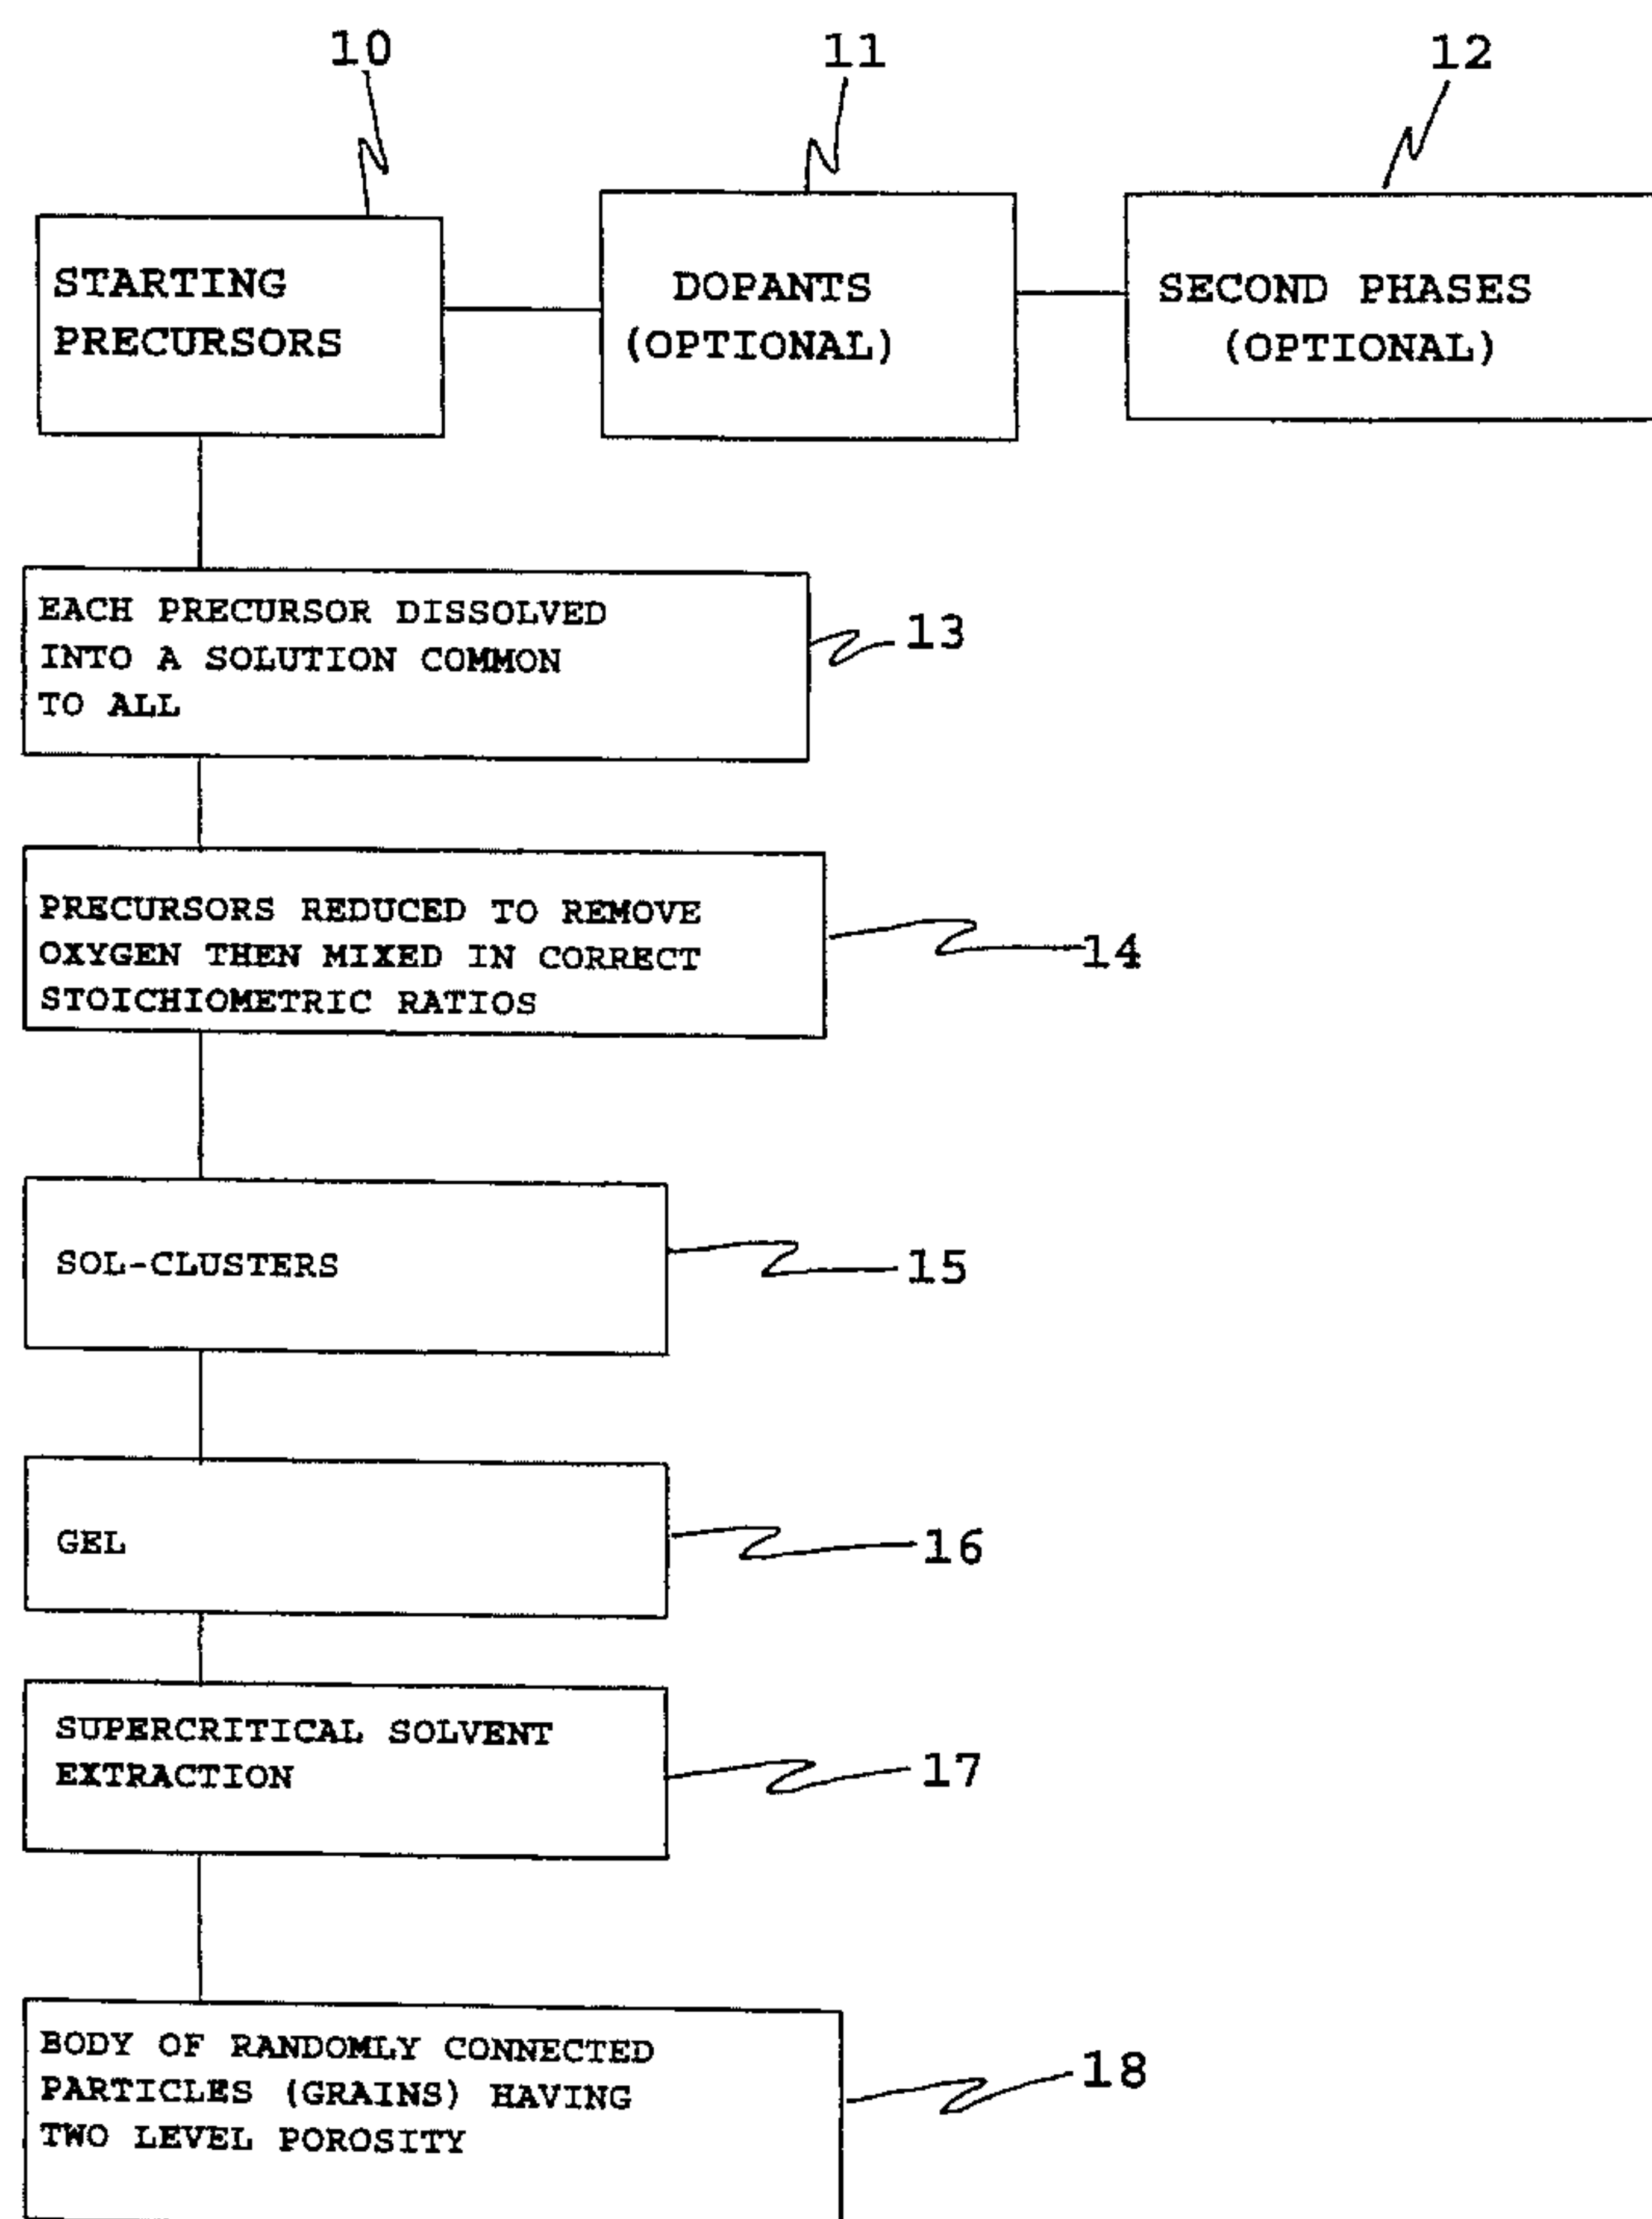 10
11
12
STARTING
PRECURSORS
DOPANTS
(OPTIONAL)
SECOND PHASES
(OPTIONAL)
EACH PRECURSOR DISSOLVED
INTO A SOLUTION COMMON
TO ALL
13
PRECURSORS REDUCED TO REMOVE
OXYGEN THEN MIXED IN CORRECT
STOICHIOMETRIC RATIOS
14
SOL-CLUSTERS
15
GEL
16
SUPERCRITICAL SOLVENT
EXTRACTION
17
BODY OF RANDOMLY CONNECTED
PARTICLES (GRAINS) HAVING
TWO LEVEL POROSITY
18